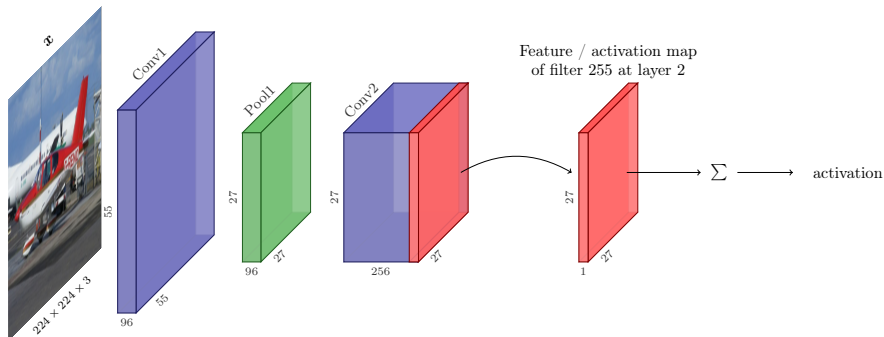 x
224 × 224 × 3
Conv1
55
55
96
Pool1
27
27
96
Conv2
27
27
256
Feature / activation map
of filter 255 at layer 2
27
27
1
∑
activation